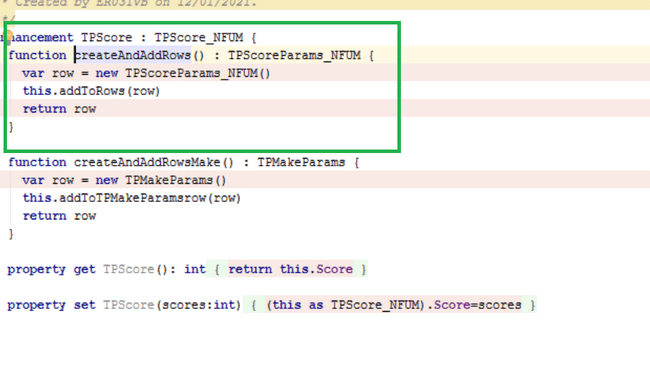 * Created by ER031VB on 12/01/2021.
*/
nhancement TPScore : TPScore_NFUM {
function createAndAddRows() : TPScoreParams_NFUM {
var row = new TPScoreParams_NFUM()
this.addToRows(row)
return row
}
function createAndAddRowsMake() : TPMakeParams {
var row = new TPMakeParams()
this.addToTPMakeParamsrow(row)
return row
}
property get TPScore(): int { return this.Score }
property set TPScore(scores:int) { (this as TPScore_NFUM).Score=scores }